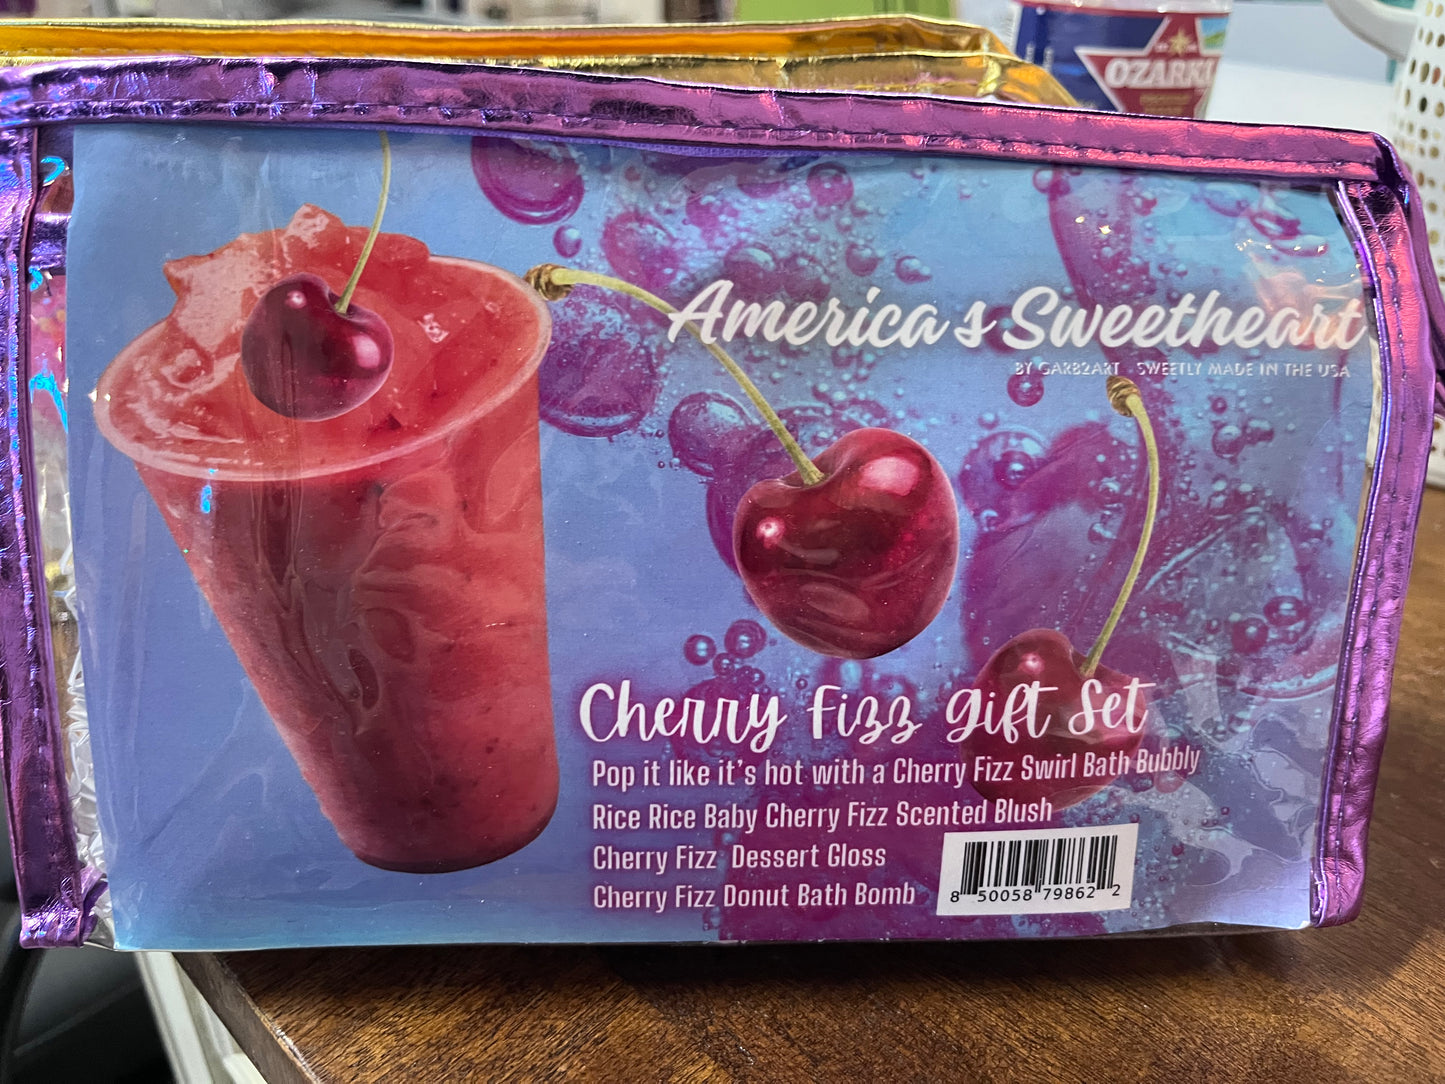 OZARK
America's Sweetheart
BY GARB2ART - SWEETLY MADE IN THE USA
Cherry Fizz Gift Set
Pop it like it's hot with a Cherry Fizz Swirl Bath Bubbly
Rice Rice Baby Cherry Fizz Scented Blush
Cherry Fizz Dessert Gloss
Cherry Fizz Donut Bath Bomb
8 50058 79862 2